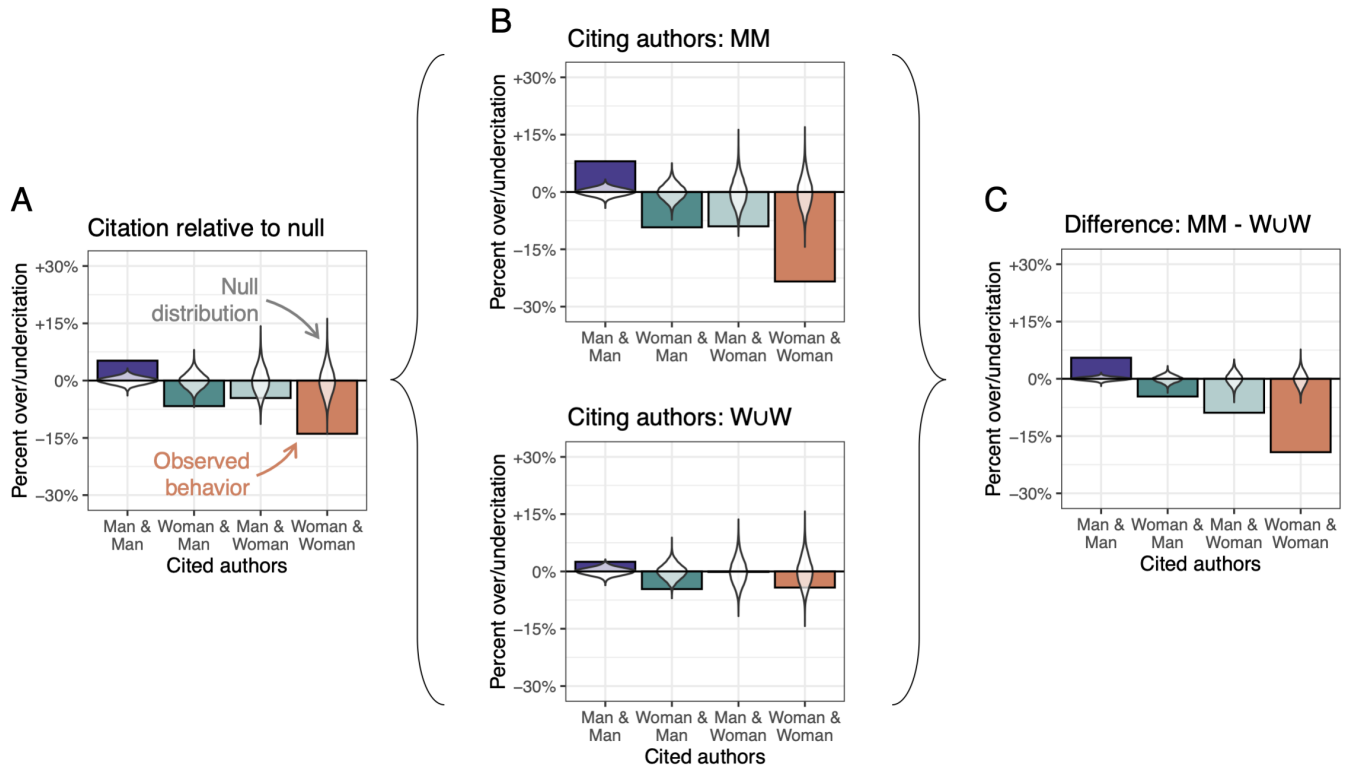 A
Citation relative to null
Percent over/undercitation
+30%
+15%
0%
−15%
−30%
Null
distribution
Observed
behavior
Man &
Man
Woman &
Man
Man &
Woman
Woman &
Woman
Cited authors
B
Citing authors: MM
Percent over/undercitation
+30%
+15%
0%
−15%
−30%
Man &
Man
Woman &
Man
Man &
Woman
Woman &
Woman
Citing authors: W∪W
Percent over/undercitation
+30%
+15%
0%
−15%
−30%
Man &
Man
Woman &
Man
Man &
Woman
Woman &
Woman
Cited authors
C
Difference: MM - W∪W
Percent over/undercitation
+30%
+15%
0%
−15%
−30%
Man &
Man
Woman &
Man
Man &
Woman
Woman &
Woman
Cited authors